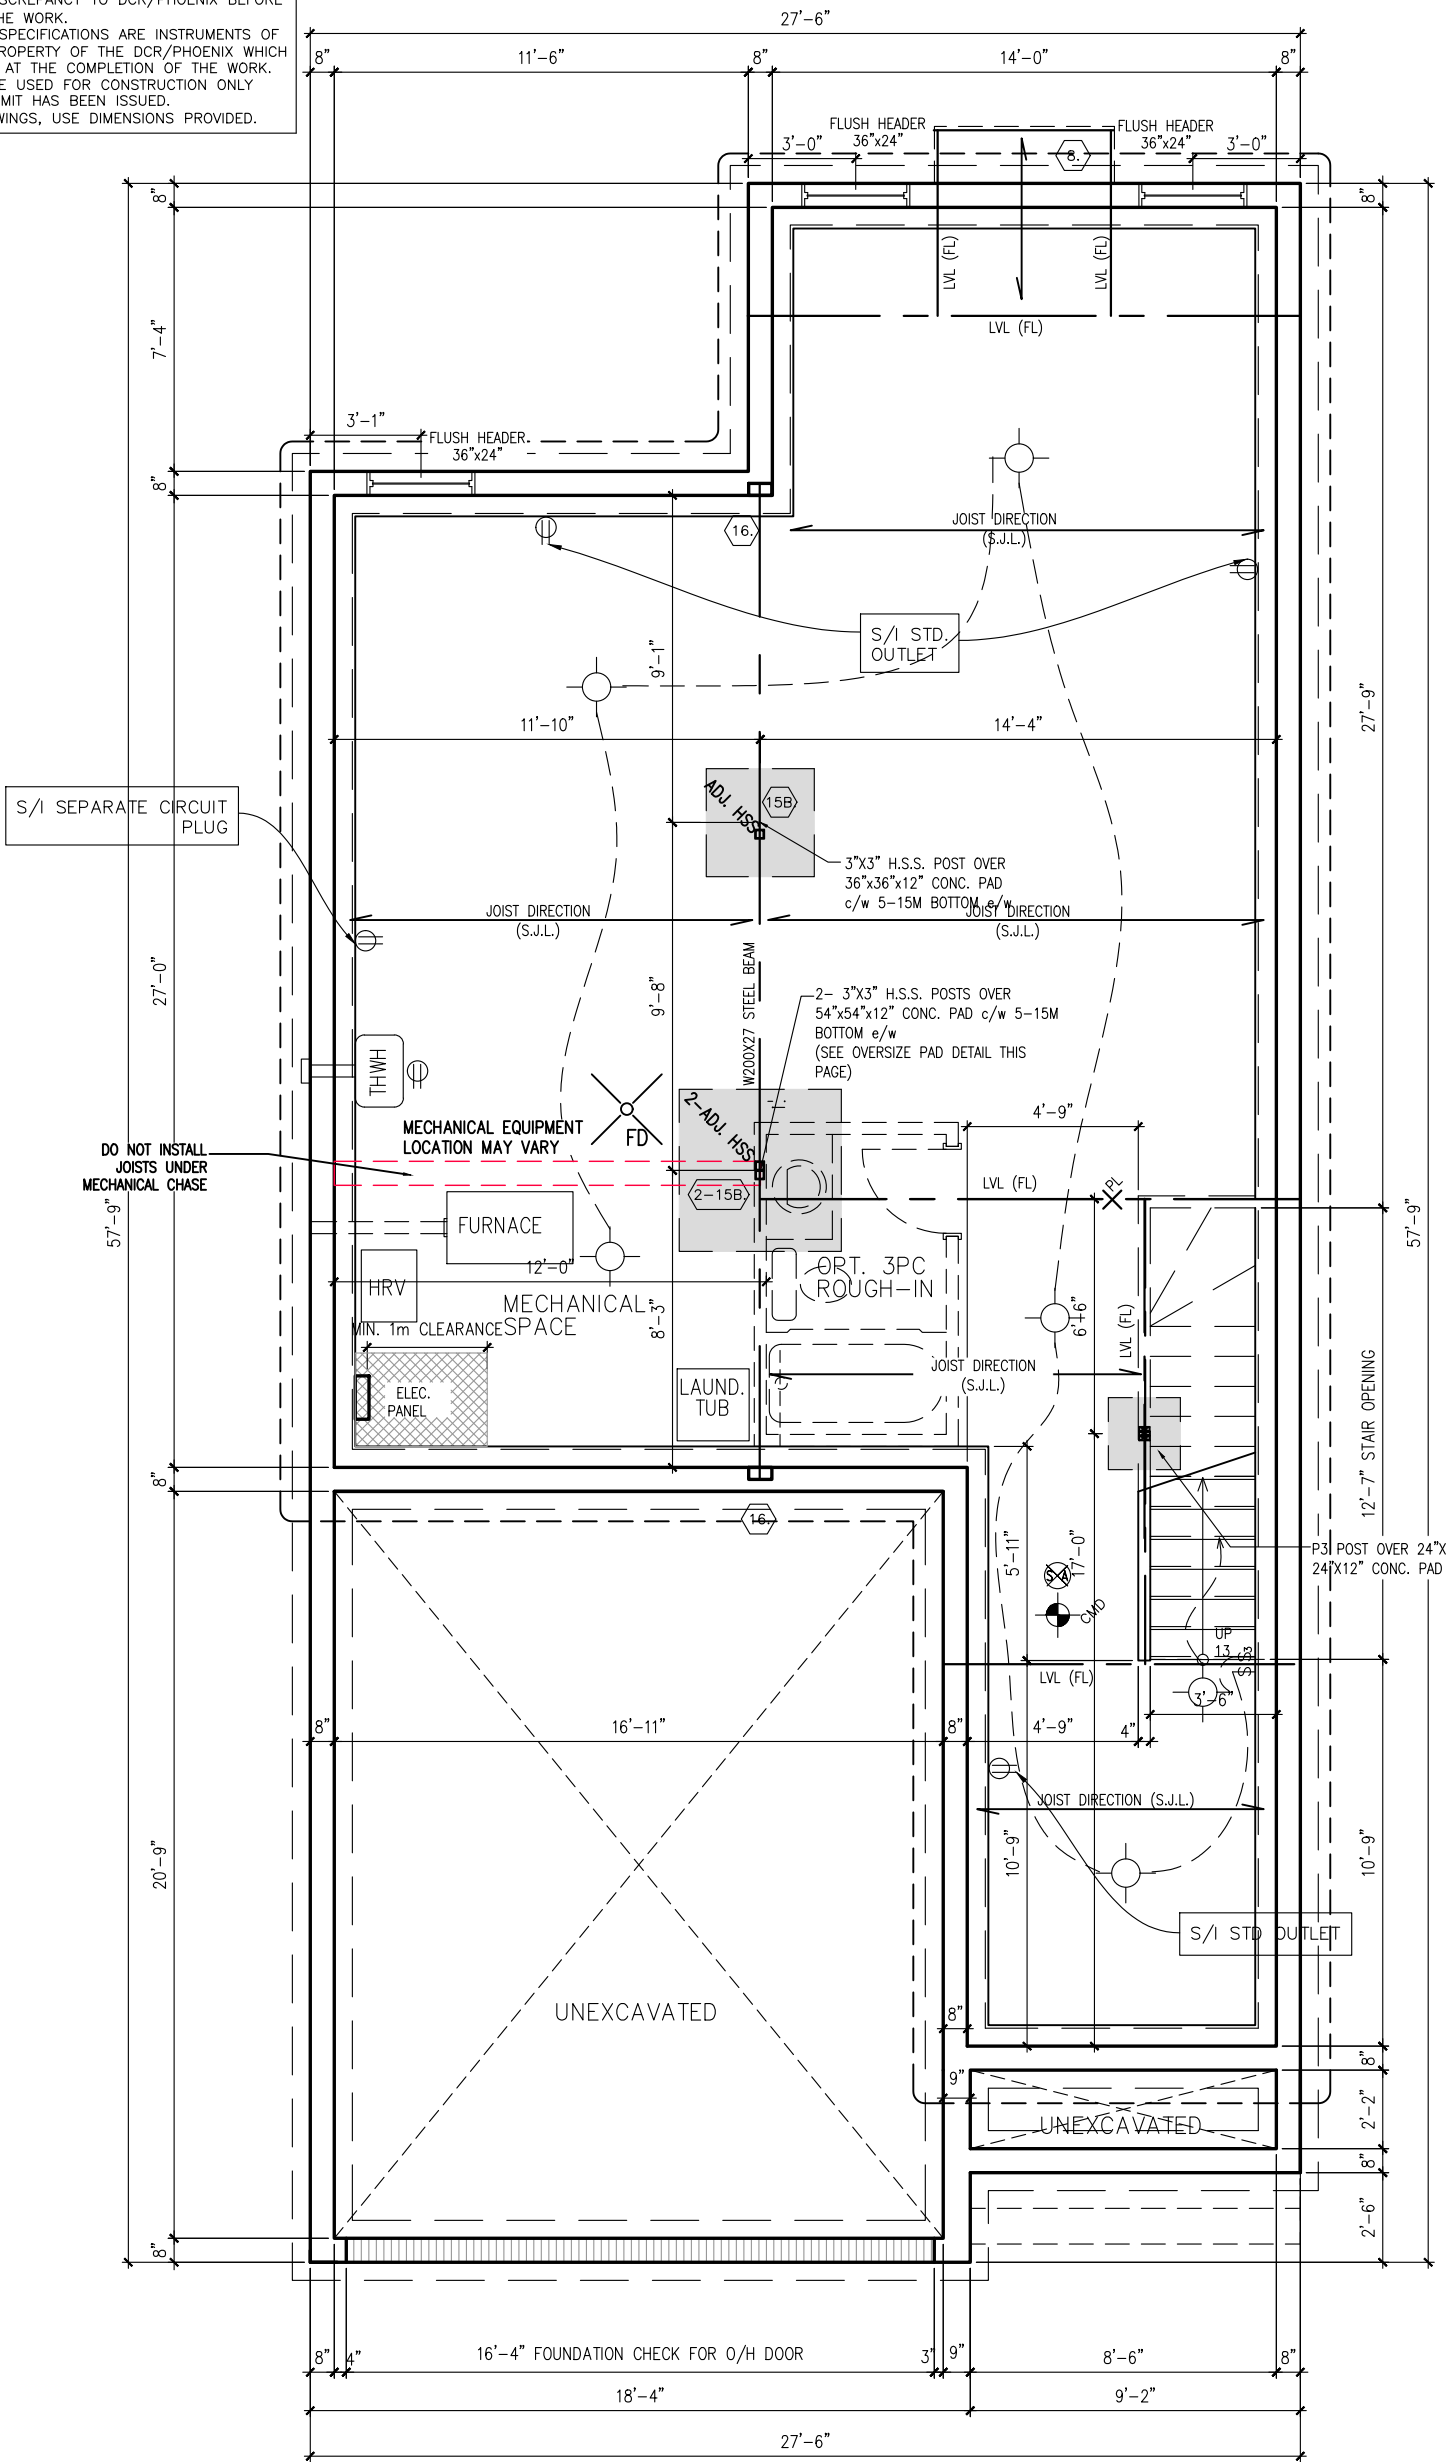 SCREPANCY TO DCR/PHOENIX BEFORE
HE WORK.
SPECIFICATIONS ARE INSTRUMENTS OF
ROPERTY OF THE DCR/PHOENIX WHICH
AT THE COMPLETION OF THE WORK.
E USED FOR CONSTRUCTION ONLY
MIT HAS BEEN ISSUED.
WINGS, USE DIMENSIONS PROVIDED.
27'-6"
8"
11'-6"
8"
14'-0"
8"
FLUSH HEADER
36"x24"
3'-0"
8.
FLUSH HEADER
36"x24"
3'-0"
8"
8"
LVL (FL)
LVL (FL)
LVL (FL)
7'-4"
3'-1"
FLUSH HEADER
36"x24"
8"
16.
JOIST DIRECTION
(S.J.L.)
S/I STD.
OUTLET
9'-1"
27'-9"
11'-10"
14'-4"
S/I SEPARATE CIRCUIT
PLUG
ADJ. HSS
15B.
3"X3" H.S.S. POST OVER
36"x36"x12" CONC. PAD
c/w 5-15M BOTTOM e/w
JOIST DIRECTION
(S.J.L.)
JOIST DIRECTION
(S.J.L.)
27'-0"
9'-8"
W200X27 STEEL BEAM
2- 3"X3" H.S.S. POSTS OVER
54"x54"x12" CONC. PAD c/w 5-15M
BOTTOM e/w
(SEE OVERSIZE PAD DETAIL THIS
PAGE)
THWH
MECHANICAL EQUIPMENT
LOCATION MAY VARY
FD
2-ADJ. HSS
4'-9"
DO NOT INSTALL
JOISTS UNDER
MECHANICAL CHASE
2-15B.
LVL (FL)
PL
57'-9"
57'-9"
FURNACE
12'-0"
HRV
MECHANICAL
SPACE
OPT. 3PC
ROUGH-IN
8'-3"
6'-6"
LVL (FL)
MIN. 1m CLEARANCE
ELEC.
PANEL
LAUND.
TUB
JOIST DIRECTION
(S.J.L.)
12'-7" STAIR OPENING
8"
16.
5'-11"
17'-0"
P3 POST OVER 24"X
24"X12" CONC. PAD
SA
CMD
UP
13
S3
LVL (FL)
3'-6"
8"
16'-11"
8"
4'-9"
4"
JOIST DIRECTION (S.J.L.)
20'-9"
10'-9"
10'-9"
S/I STD OUTLET
UNEXCAVATED
8"
8"
9"
UNEXCAVATED
2'-2"
8"
2'-6"
8"
8"
4"
16'-4" FOUNDATION CHECK FOR O/H DOOR
3"
9"
8'-6"
8"
18'-4"
9'-2"
27'-6"